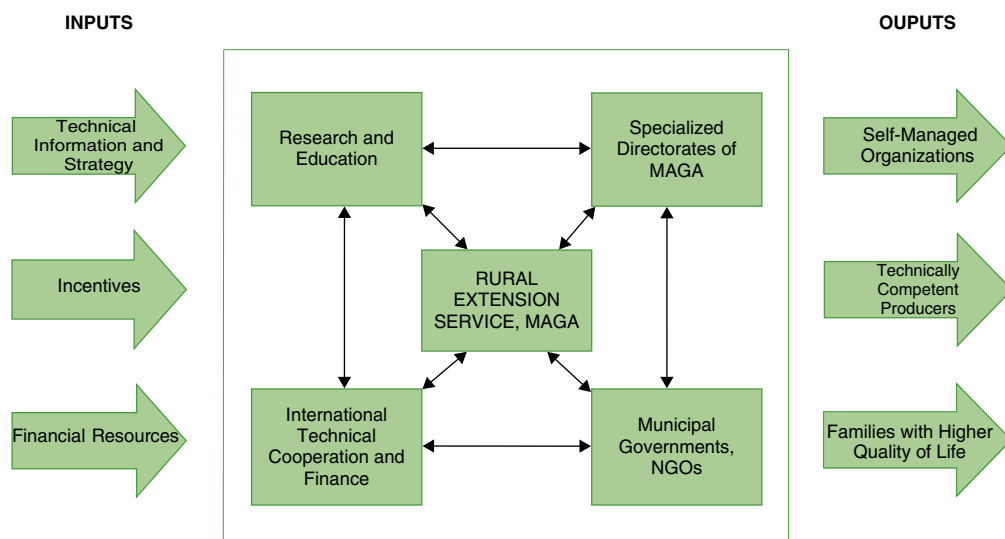 INPUTS
OUPUTS
Technical
Information and
Strategy
Research and
Education
Specialized
Directorates of
MAGA
Self-Managed
Organizations
Incentives
RURAL
EXTENSION
SERVICE, MAGA
Technically
Competent
Producers
Financial Resources
International
Technical
Cooperation and
Finance
Municipal
Governments,
NGOs
Families with Higher
Quality of Life